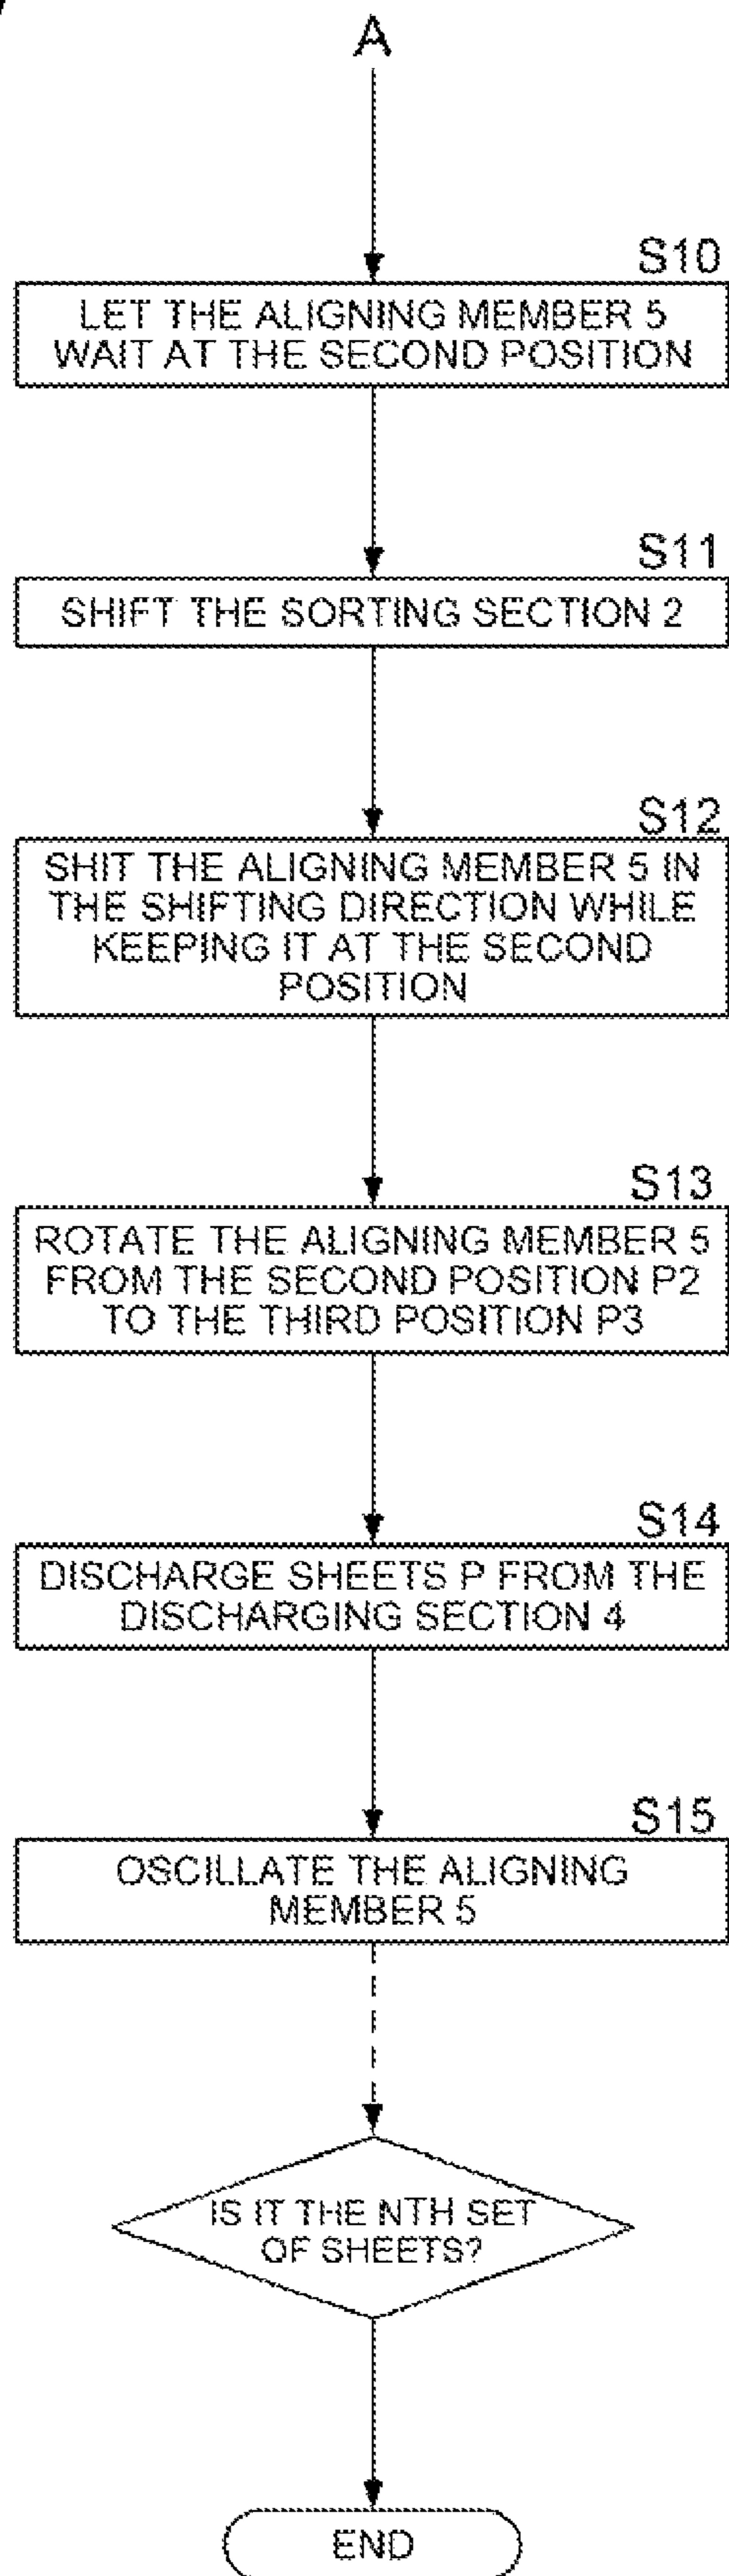 A
S10
LET THE ALIGNING MEMBER 5
WAIT AT THE SECOND POSITION
S11
SHIFT THE SORTING SECTION 2
S12
SHIT THE ALIGNING MEMBER 5 IN
THE SHIFTING DIRECTION WHILE
KEEPING IT AT THE SECOND
POSITION
S13
ROTATE THE ALIGNING MEMBER 5
FROM THE SECOND POSITION P2
TO THE THIRD POSITION P3
S14
DISCHARGE SHEETS P FROM THE
DISCHARGING SECTION 4
S15
OSCILLATE THE ALIGNING
MEMBER 5
IS IT THE NTH SET
OF SHEETS?
END